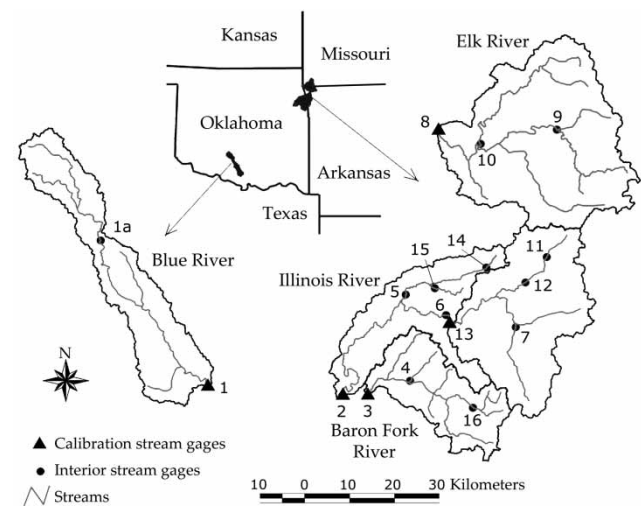 Kansas
Missouri
Elk River
8
9
10
Oklahoma
Arkansas
Texas
1a
Blue River
14
11
15
Illinois River
5
12
6
13
7
N
1
4
2
3
16
Baron Fork
River
Calibration stream gages
Interior stream gages
Streams
10 0 10 20 30 Kilometers